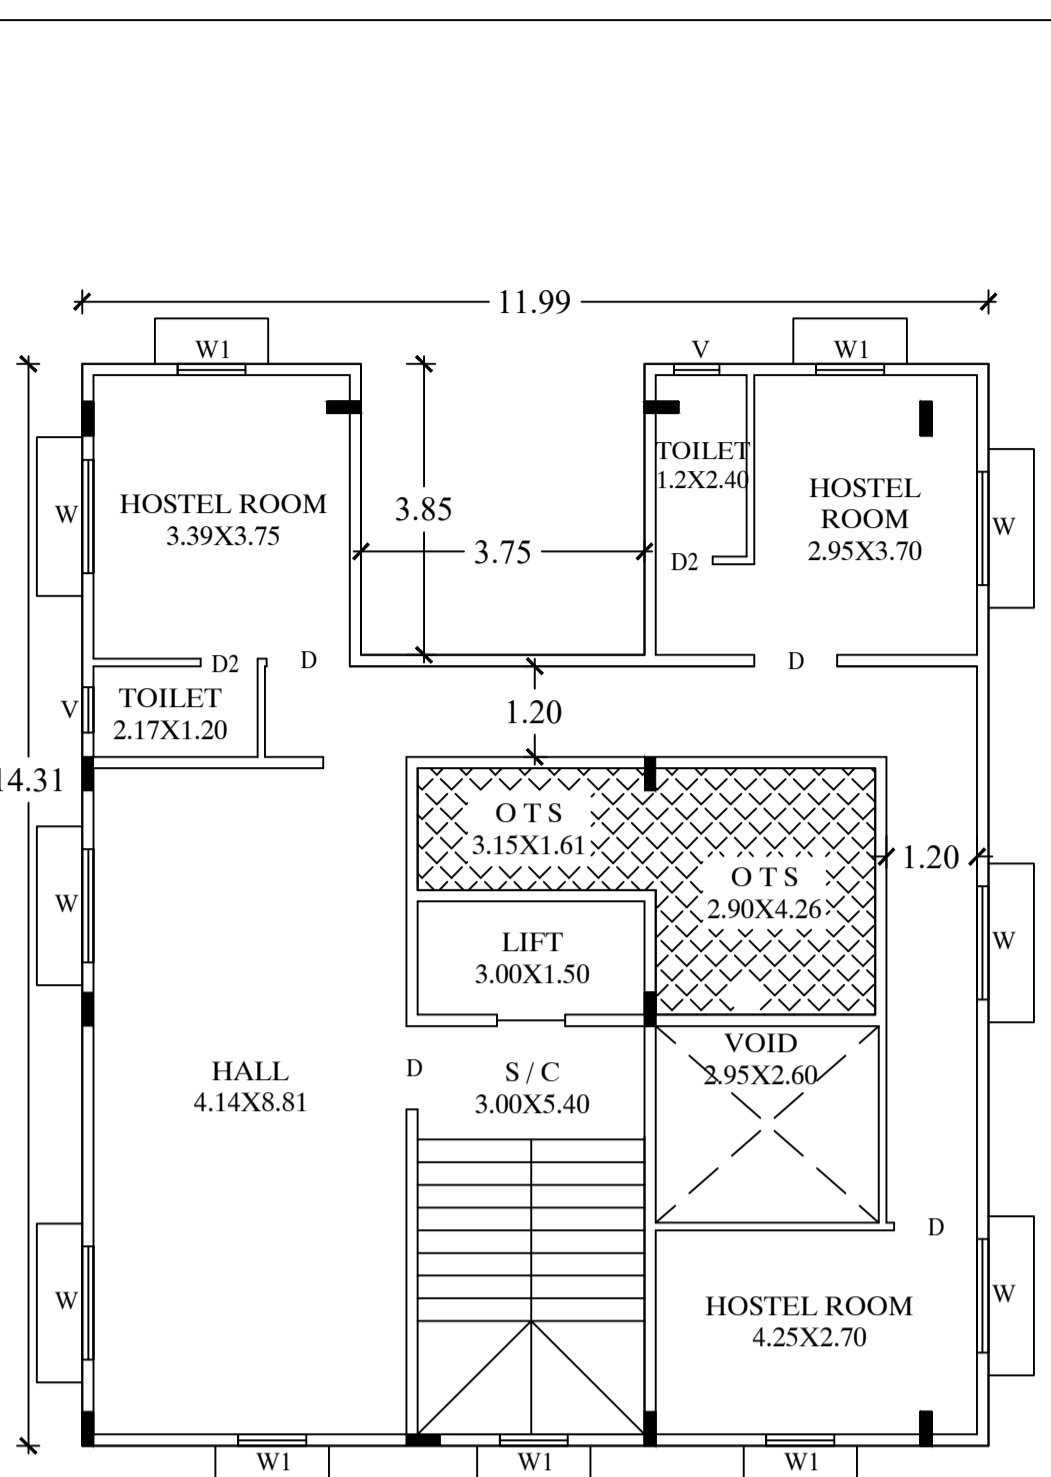 11.99
W1
V
W1
TOILET
1.2X2.40
HOSTEL
ROOM
2.95X3.70
HOSTEL ROOM
3.39X3.75
3.85
W
W
3.75
D2
D2
D
D
TOILET
2.17X1.20
V
1.20
14.31
O T S
3.15X1.61
1.20
O T S
2.90X4.26
W
LIFT
3.00X1.50
W
VOID
2.95X2.60
HALL
4.14X8.81
D
S / C
3.00X5.40
D
W
W
HOSTEL ROOM
4.25X2.70
W1
W1
W1